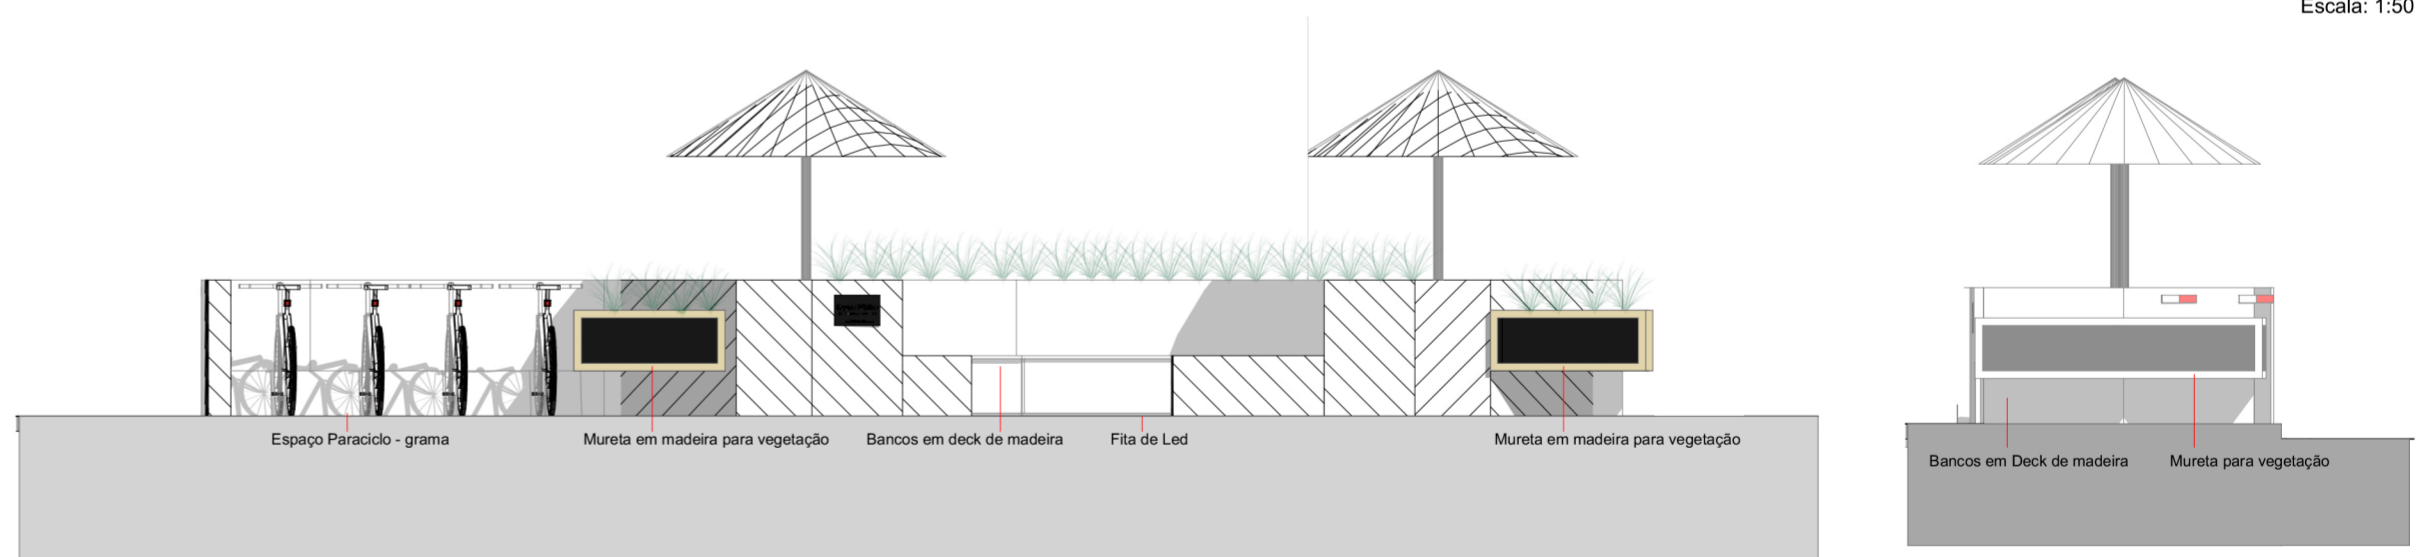 Escala: 1:50
Espaço Paraciclo - grama
Mureta em madeira para vegetação
Bancos em deck de madeira
Fita de Led
Mureta em madeira para vegetação
Bancos em Deck de madeira
Mureta para vegetação